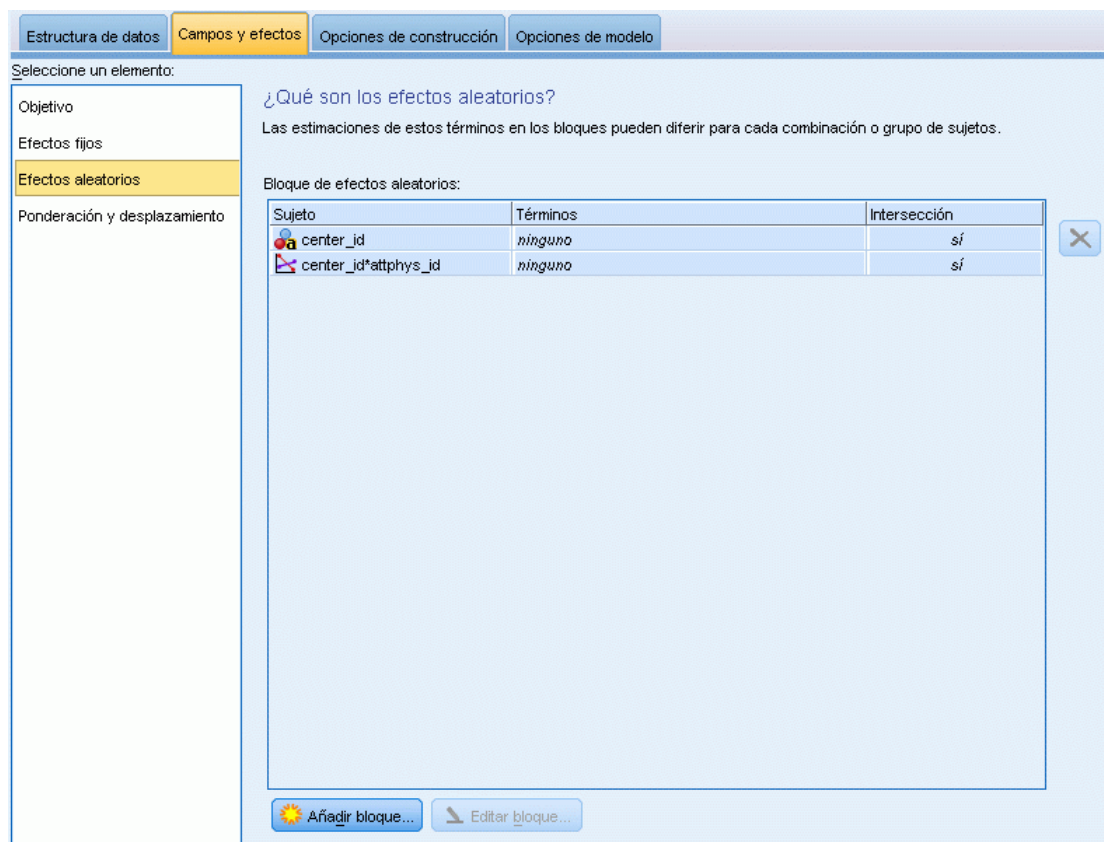 Estructura de datos Campos y efectos Opciones de construcción Opciones de modelo
Seleccione un elemento:
Objetivo
Efectos fijos
Efectos aleatorios
Ponderación y desplazamiento
¿Qué son los efectos aleatorios?
Las estimaciones de estos términos en los bloques pueden diferir para cada combinación o grupo de sujetos.
Bloque de efectos aleatorios:
Sujeto Términos Intersección
center_id ninguno sí
center_id*attphys_id ninguno sí
Añadir bloque... Editar bloque...